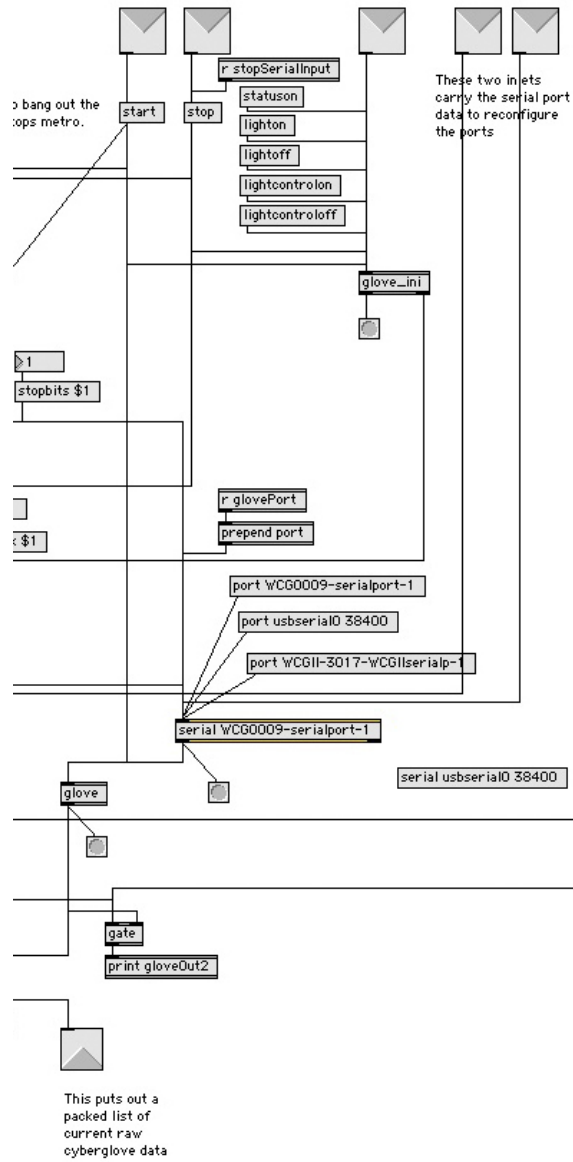 r stopSerialInput
These two inlets
carry the serial port
data to reconfigure
the ports
o bang out the
tops metro.
start
stop
statuson
lighton
lightoff
lightcontrolon
lightcontroloff
glove_ini
1
stopbits $1
r glovePort
prepend port
$1
port WCG0009-serialport-1
port usbserial0 38400
port WCGII-3017-WCGIIserialp-1
serial WCG0009-serialport-1
serial usbserial0 38400
glove
gate
print gloveOut2
This puts out a
packed list of
current raw
cyberglove data